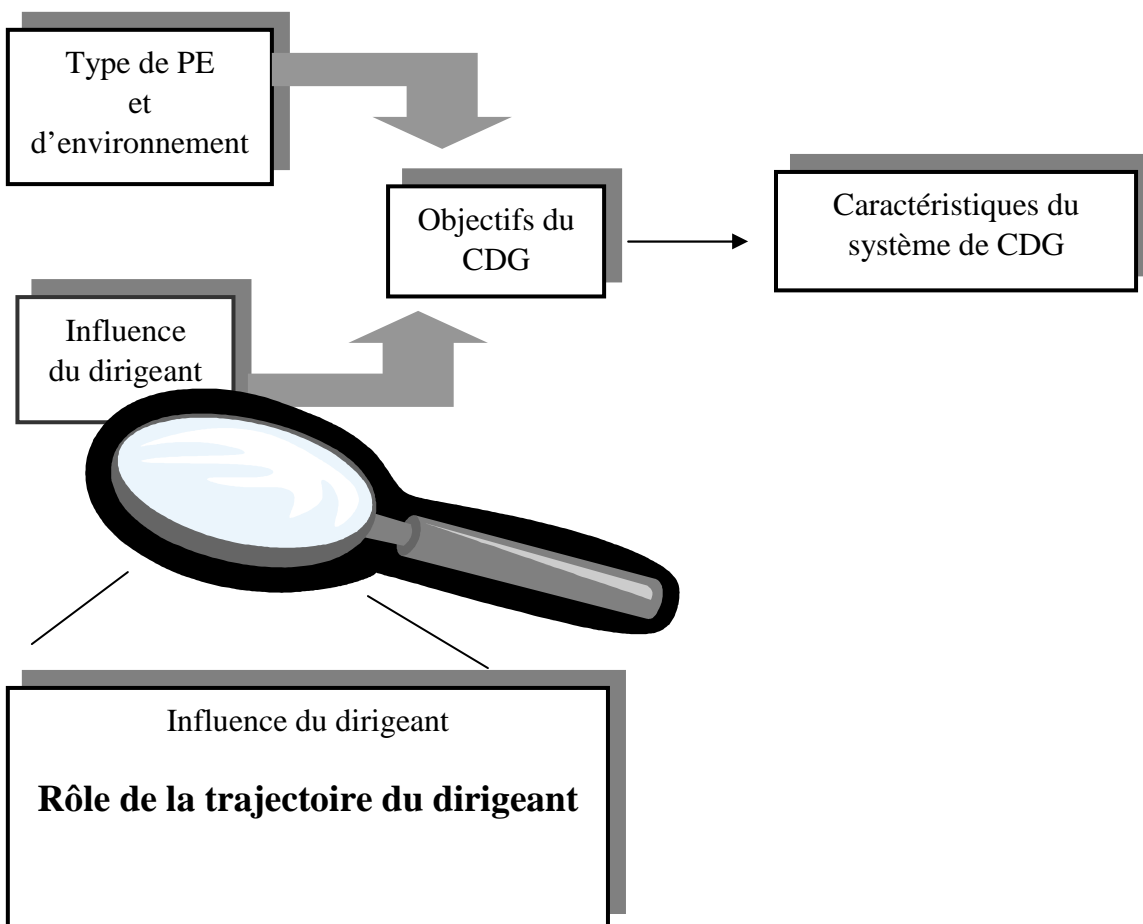 Type de PE
et
d’environnement
Objectifs du
CDG
Caractéristiques du
système de CDG
Influence
du dirigeant
Influence du dirigeant
Rôle de la trajectoire du dirigeant